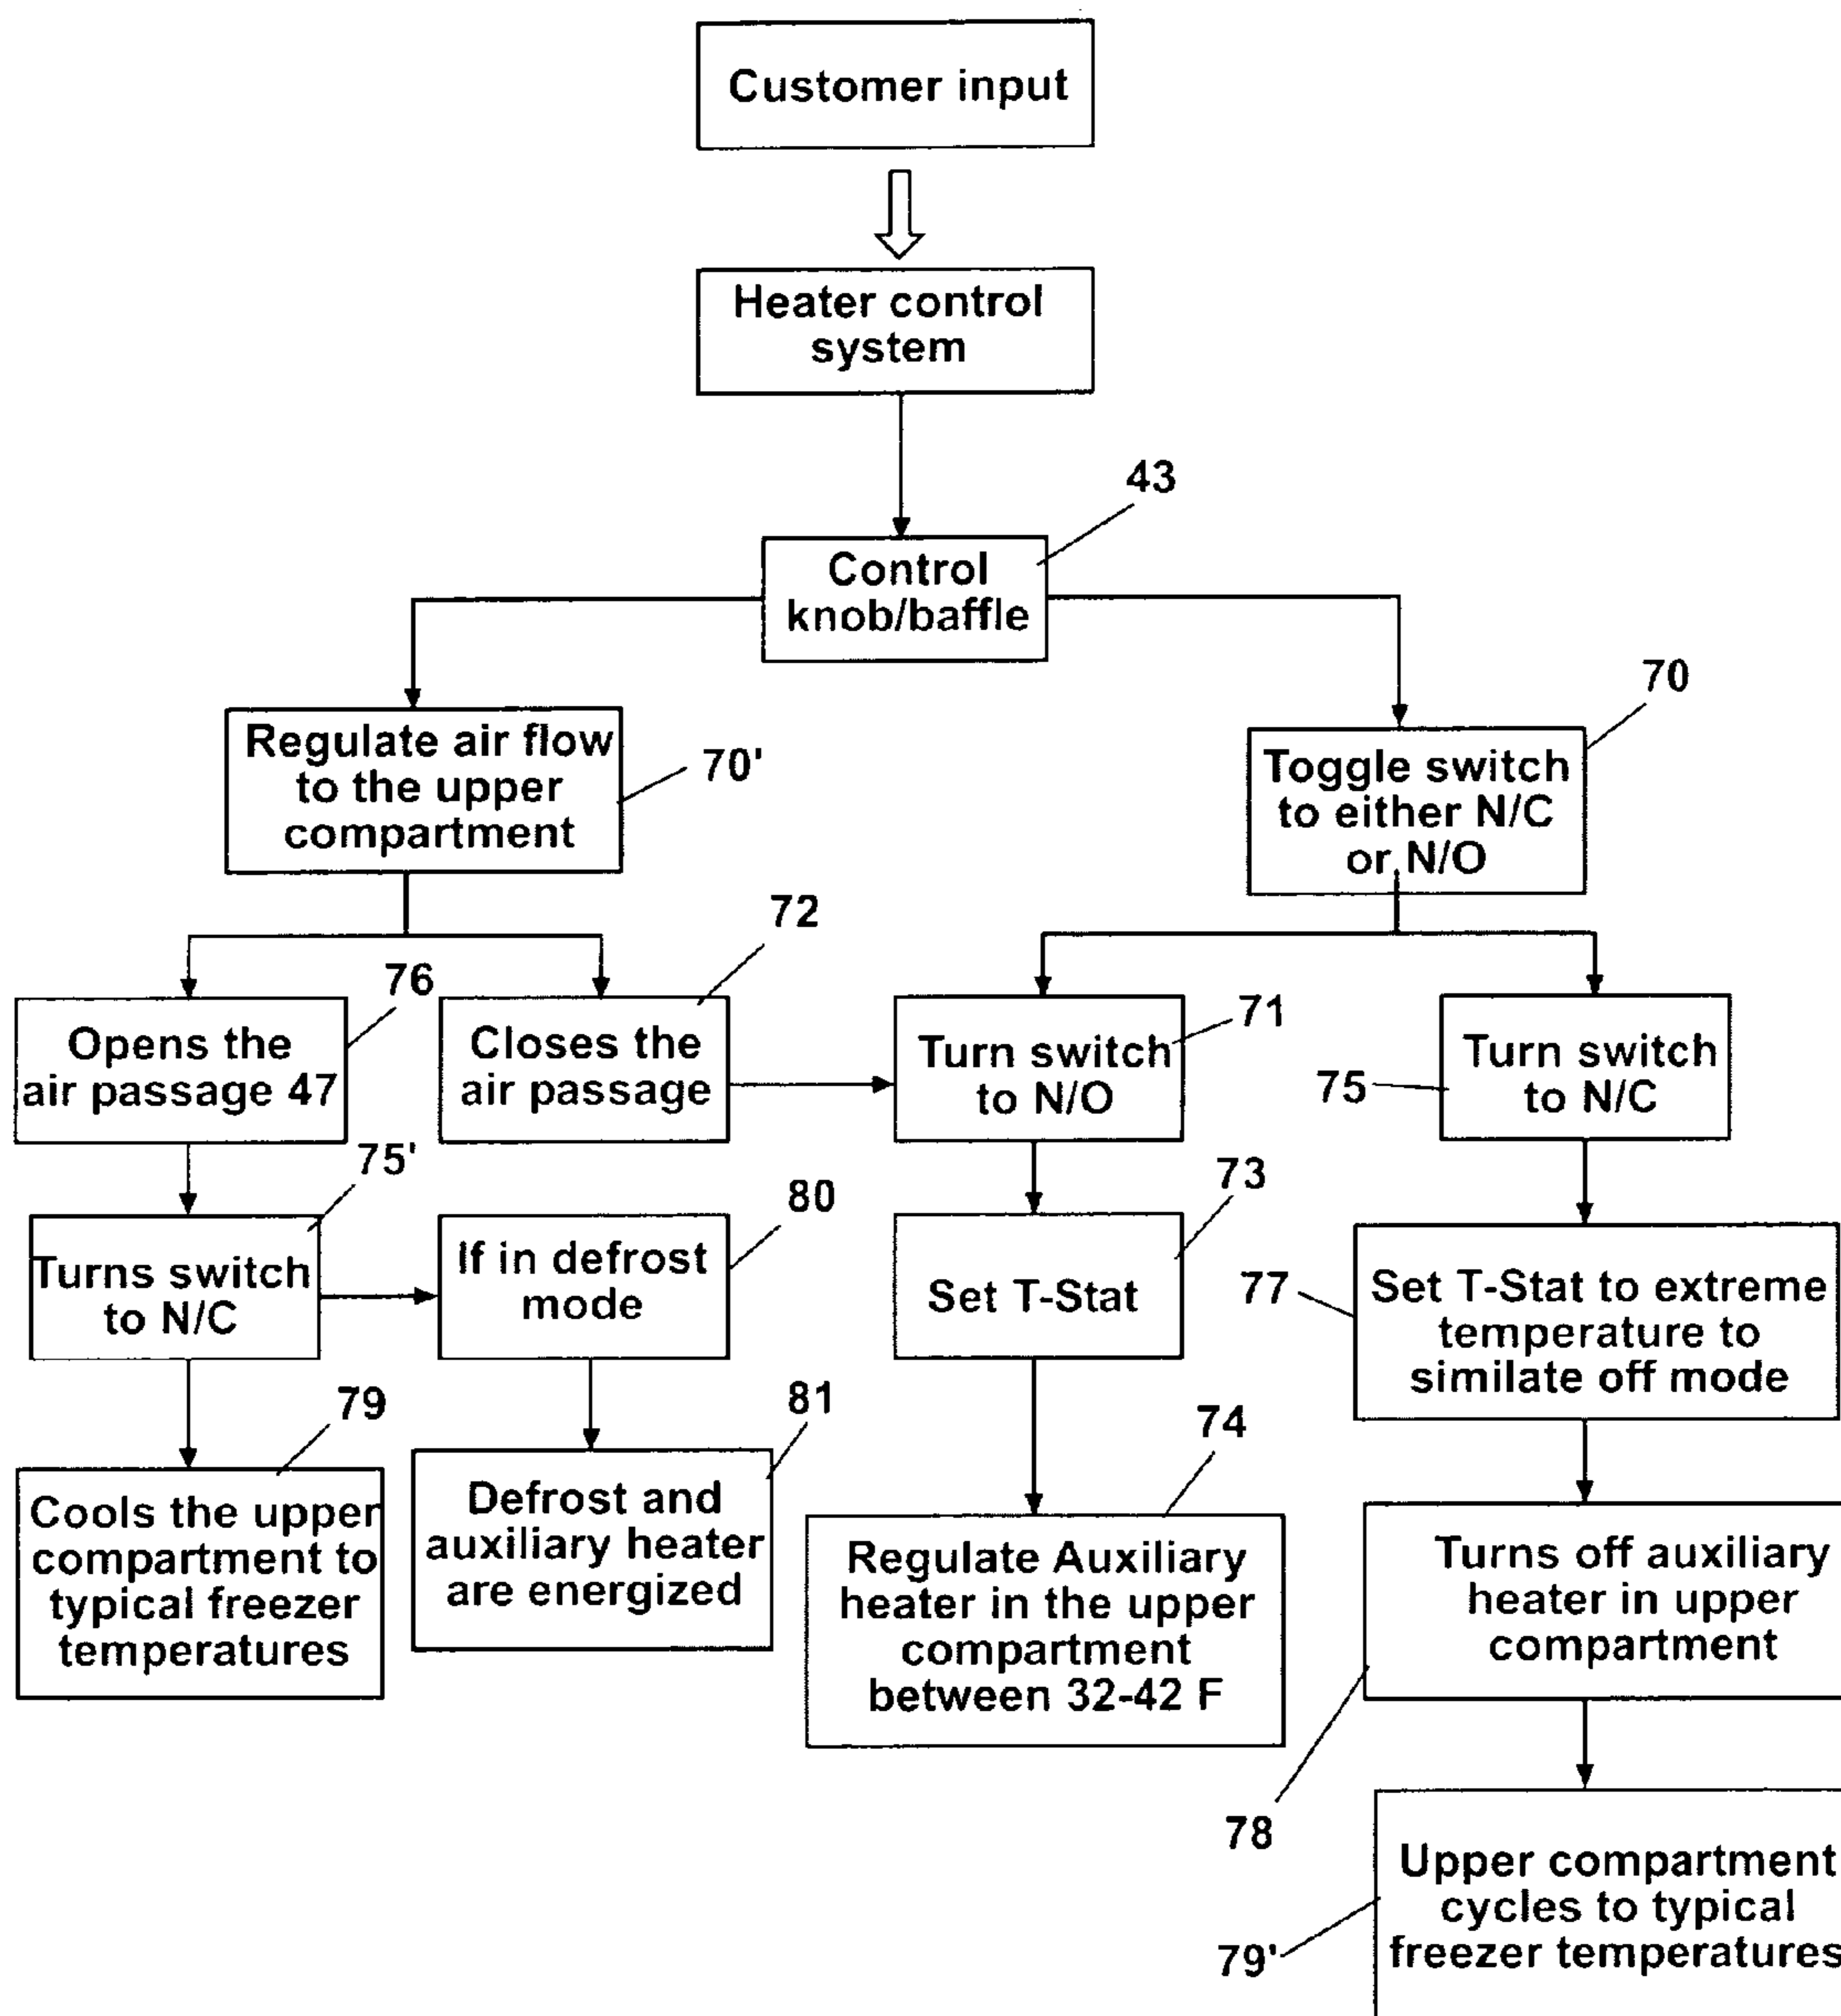 Customer input
Heater control
system
43
Control
knob/baffle
70
Regulate air flow
to the upper
compartment
70'
Toggle switch
to either N/C
or N/O
72
76
Opens the
air passage 47
Closes the
air passage
Turn switch
to N/O
71
75
Turn switch
to N/C
75'
80
73
Turns switch
to N/C
If in defrost
mode
Set T-Stat
77
Set T-Stat to extreme
temperature to
similate off mode
79
81
74
Cools the upper
compartment to
typical freezer
temperatures
Defrost and
auxiliary heater
are energized
Regulate Auxiliary
heater in the upper
compartment
between 32-42 F
Turns off auxiliary
heater in upper
compartment
78
Upper compartment
cycles to typical
freezer temperatures
79'